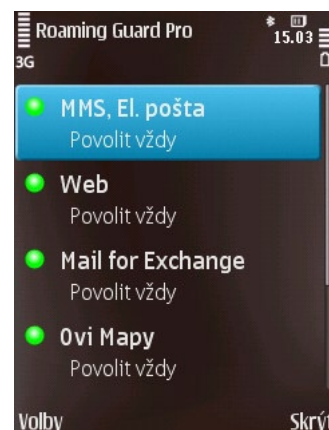 Roaming Guard Pro
15.03
3G
MMS, El. pošta
Povolit vždy
Web
Povolit vždy
Mail for Exchange
Povolit vždy
Ovi Mapy
Povolit vždy
Volby
Skrýt